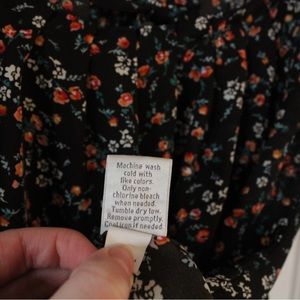 Machine wash
cold with
like colors.
Only non-
chlorine bleach
when needed.
Tumble dry low.
Remove promptly.
Cool iron if needed.